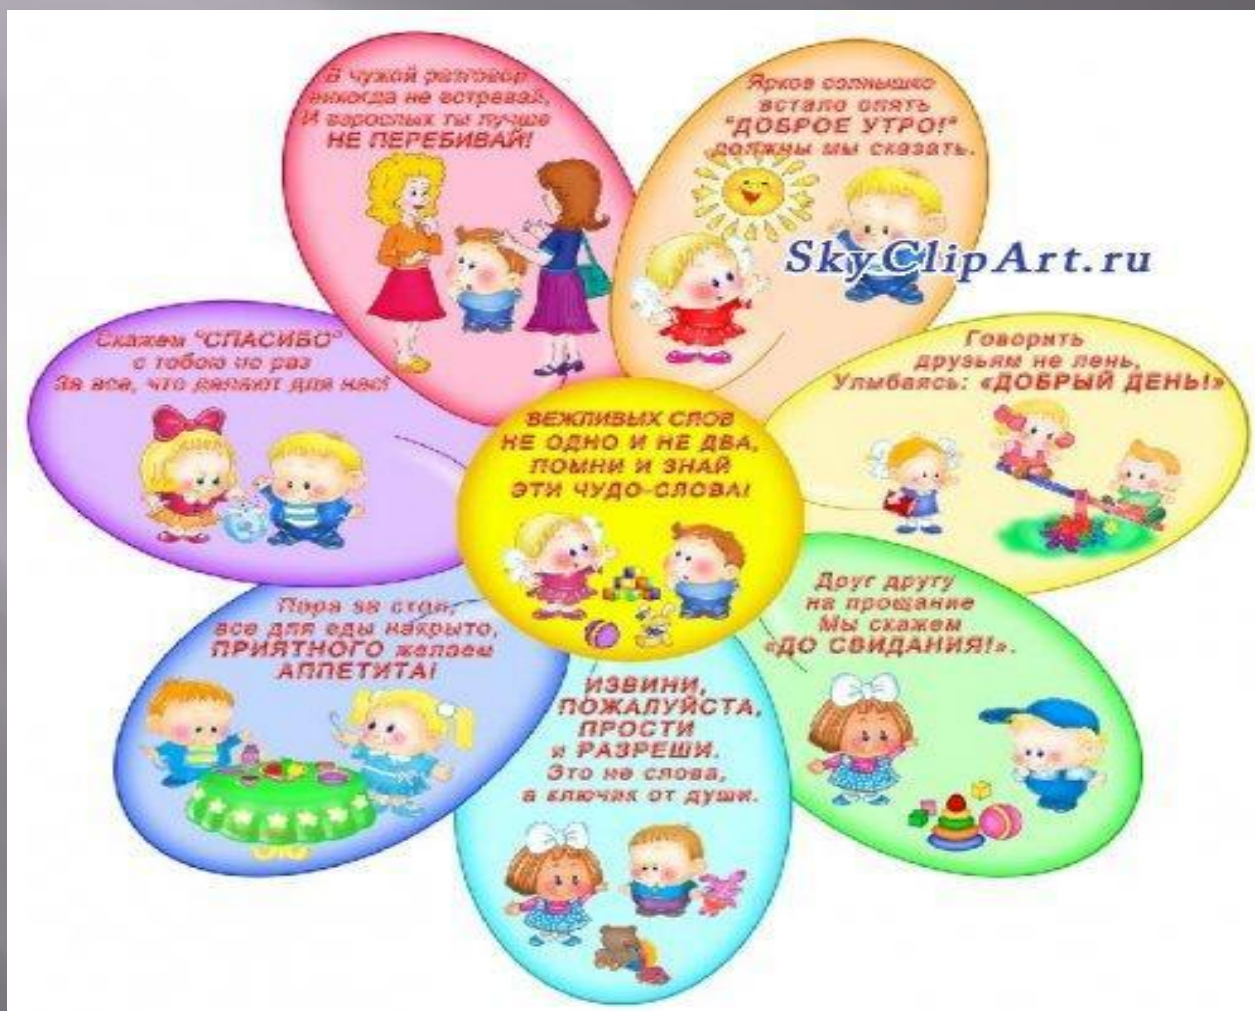 В чужой разговор
никогда не встревай,
И взрослых ты лучше
НЕ ПЕРЕБИВАЙ!
Яркое солнышко
встало опять
"ДОБРОЕ УТРО!"
должны мы сказать.
SkyClipArt.ru
Скажем "СПАСИБО"
с тобою не раз
За все, что делают для нас!
Говорить
друзьям не лень,
Улыбаясь: «ДОБРЫЙ ДЕНЬ!»
ВЕЖЛИВЫХ СЛОВ
НЕ ОДНО И НЕ ДВА,
ПОМНИ И ЗНАЙ
ЭТИ ЧУДО-СЛОВА!
Пора за стол,
все для еды накрыто,
ПРИЯТНОГО желаем
АППЕТИТА!
Друг другу
на прощание
Мы скажем
«ДО СВИДАНИЯ!».
ИЗВИНИ,
ПОЖАЛУЙСТА,
ПРОСТИ
и РАЗРЕШИ.
Это не слова,
а ключик от души.